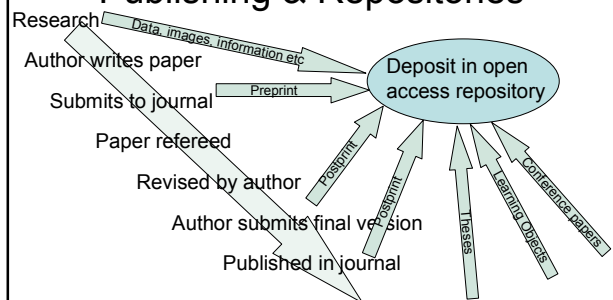 Publishing & Repositories
Research
Data, images, information etc
Author writes paper
Deposit in open
access repository
Submits to journal
Preprint
Paper refereed
Revised by author
Postprint
Author submits final version
Postprint
Published in journal
Theses
Learning Objects
Conference papers